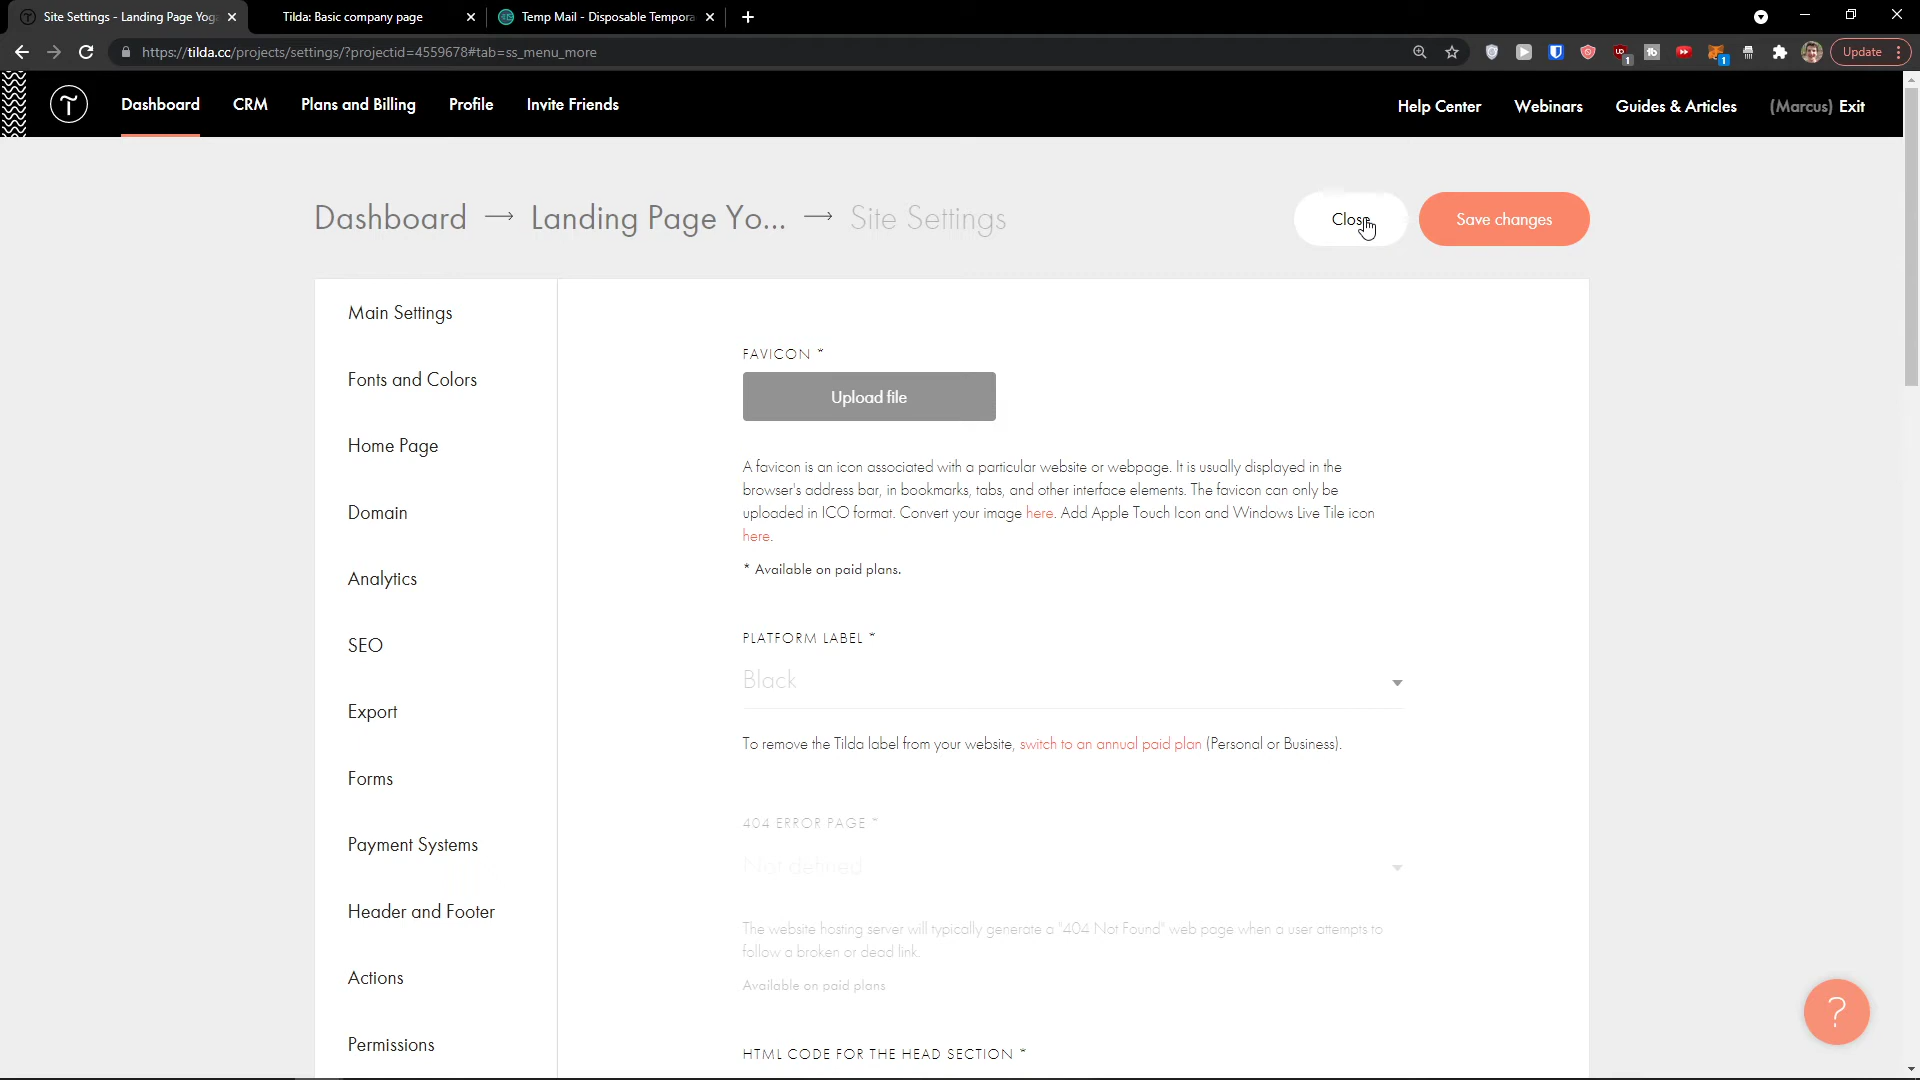 Site Settings - Landing Page Yog
Tilda: Basic company page
Temp Mail - Disposable Tempora
https://tilda.cc/projects/settings/?projectid=4559678#tab=ss_menu_more
Update
Dashboard
CRM
Plans and Billing
Profile
Invite Friends
Help Center
Webinars
Guides & Articles
(Marcus) Exit
Dashboard → Landing Page Yo... → Site Settings
Close
Save changes
Main Settings
Fonts and Colors
Home Page
Domain
Analytics
SEO
Export
Forms
Payment Systems
Header and Footer
Actions
Permissions
FAVICON *
Upload file
A favicon is an icon associated with a particular website or webpage. It is usually displayed in the
browser's address bar, in bookmarks, tabs, and other interface elements. The favicon can only be
uploaded in ICO format. Convert your image here. Add Apple Touch Icon and Windows Live Tile icon
here.
* Available on paid plans.
PLATFORM LABEL *
Black
To remove the Tilda label from your website, switch to an annual paid plan (Personal or Business).
404 ERROR PAGE *
Not defined
The website hosting server will typically generate a "404 Not Found" web page when a user attempts to
follow a broken or dead link.
Available on paid plans
HTML CODE FOR THE HEAD SECTION *
?